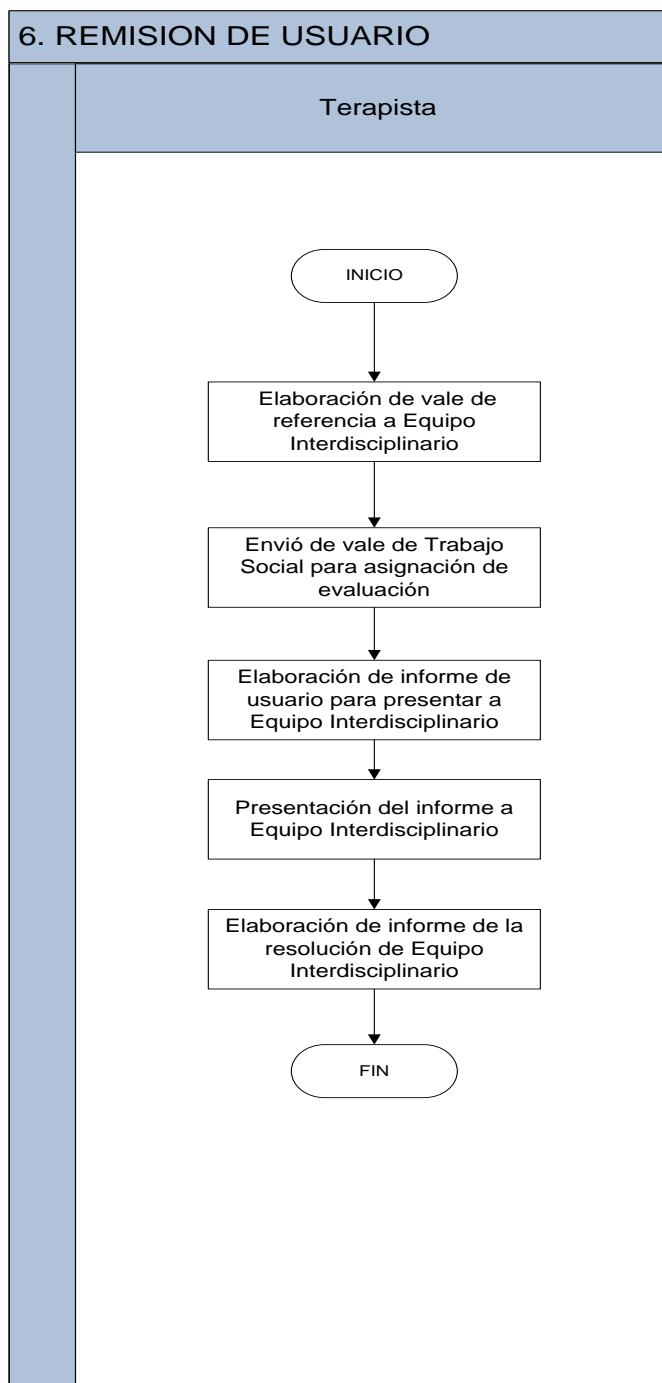 6. REMISION DE USUARIO
Terapista
INICIO
Elaboración de vale de
referencia a Equipo
Interdisciplinario
Envió de vale de Trabajo
Social para asignación de
evaluación
Elaboración de informe de
usuario para presentar a
Equipo Interdisciplinario
Presentación del informe a
Equipo Interdisciplinario
Elaboración de informe de la
resolución de Equipo
Interdisciplinario
FIN